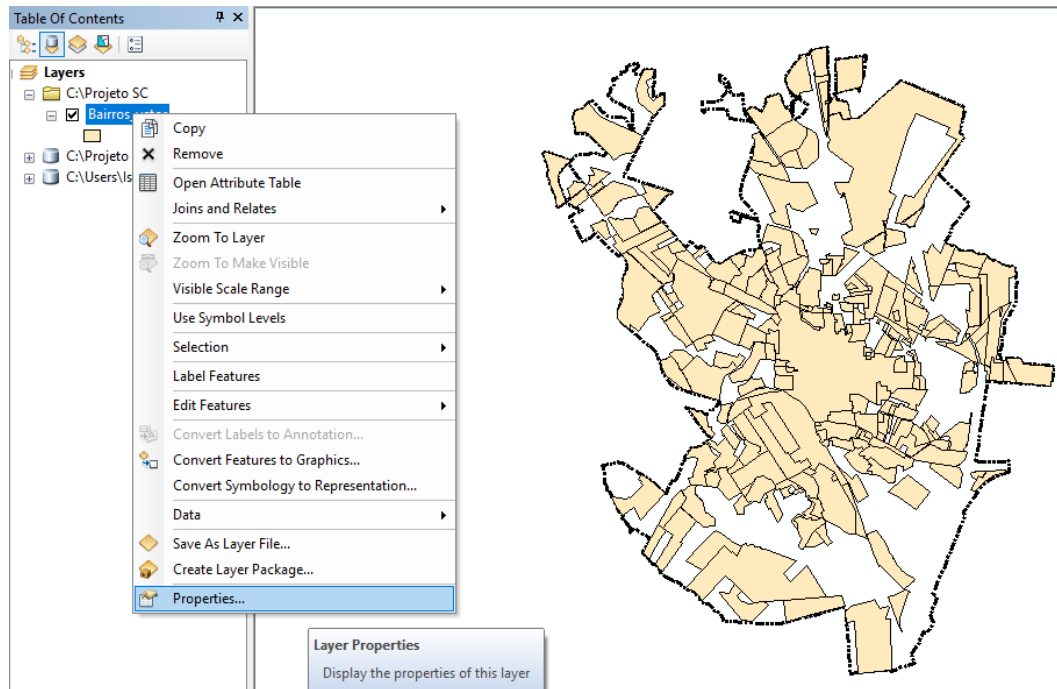 Table Of Contents
Layers
C:\Projeto SC
Copy
Remove
C:\Projeto
C:\Users\Is
Open Attribute Table
Joins and Relates
Zoom To Layer
Zoom To Make Visible
Visible Scale Range
Use Symbol Levels
Selection
Label Features
Edit Features
Convert Labels to Annotation...
Convert Features to Graphics...
Convert Symbology to Representation...
Data
Save As Layer File...
Create Layer Package...
Properties...
Layer Properties
Display the properties of this layer